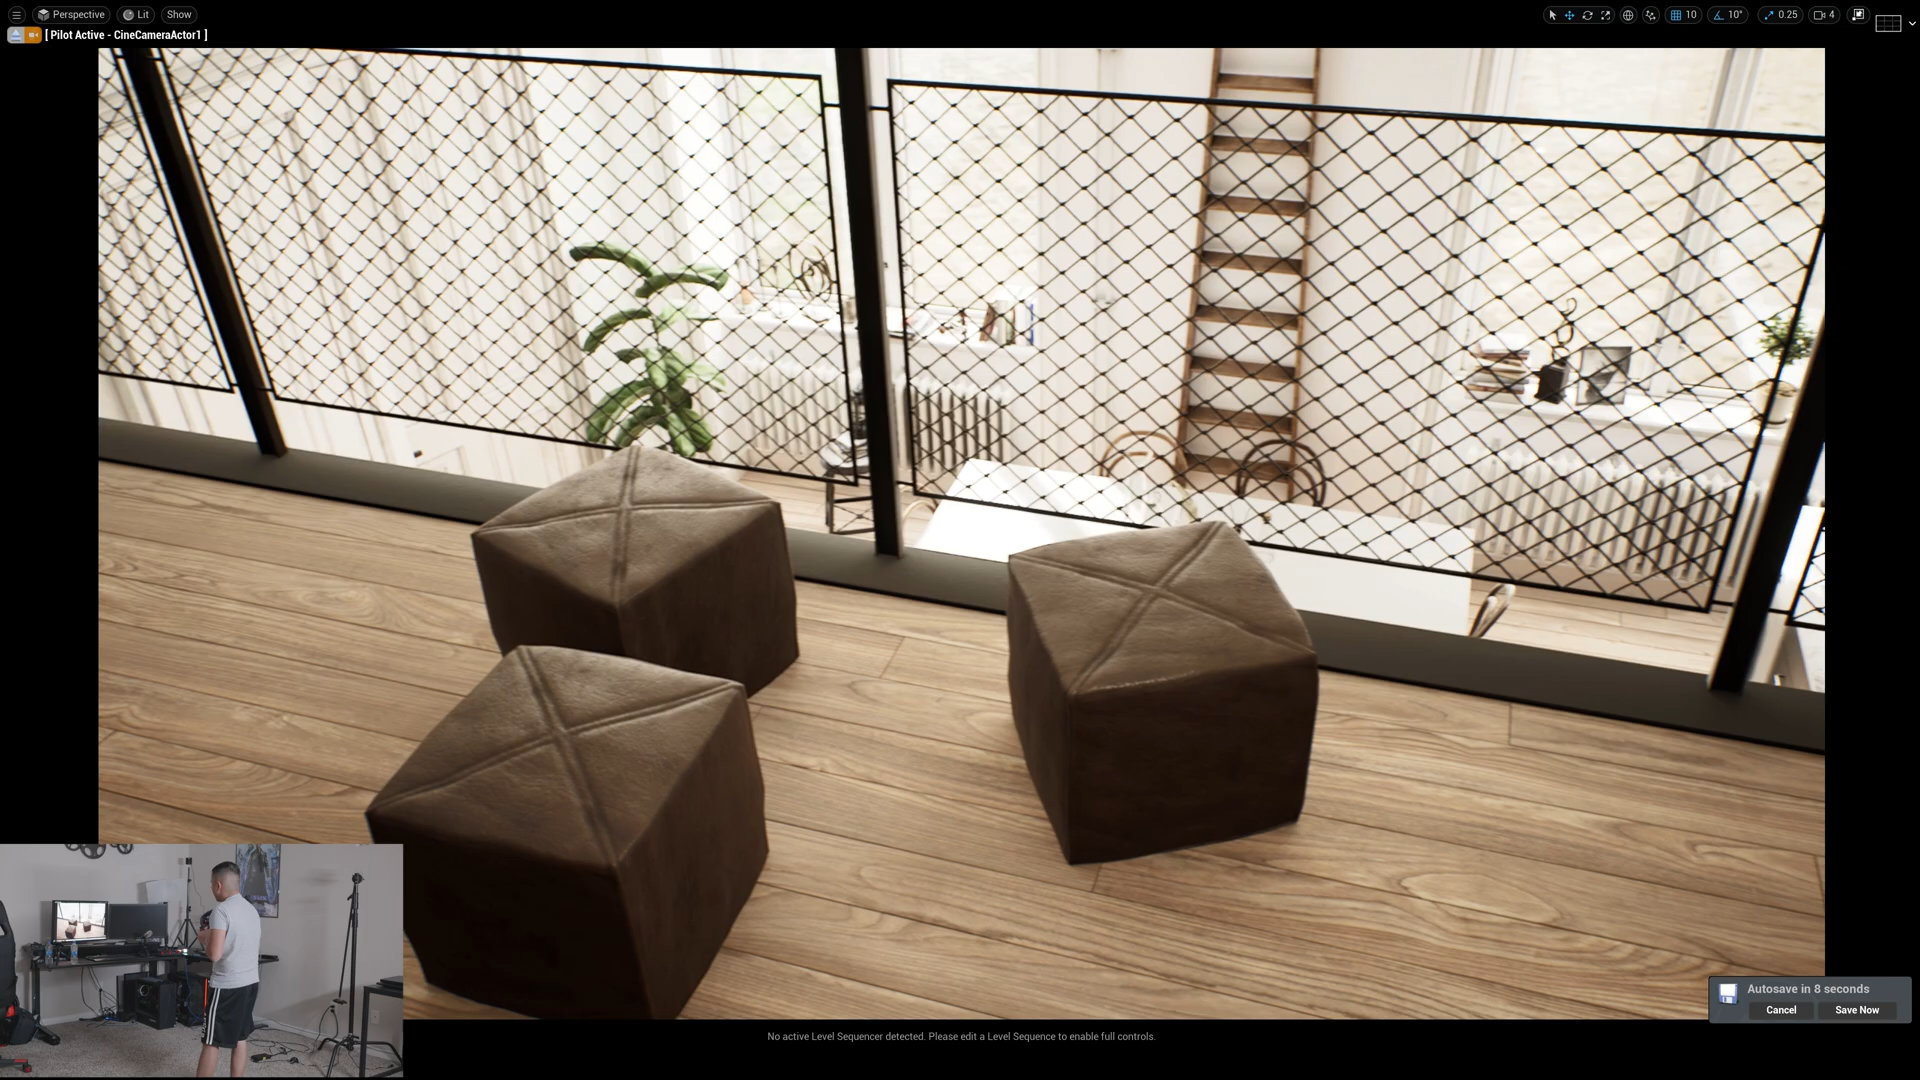 Perspective
Lit
Show
10
10°
0.25
4
[ Pilot Active - CineCameraActor1 ]
Autosave in 8 seconds
Cancel
Save Now
No active Level Sequencer detected. Please edit a Level Sequence to enable full controls.